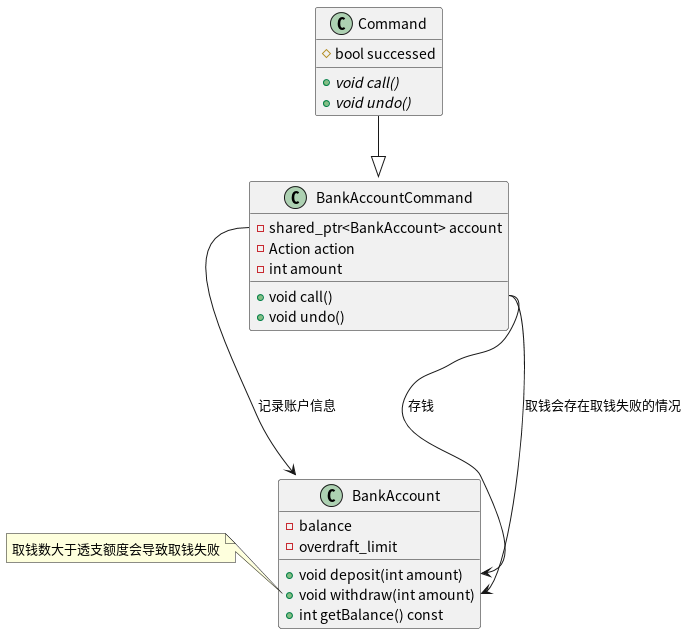 C Command
bool successed
void call()
void undo()
C BankAccountCommand
shared_ptr<BankAccount> account
Action action
int amount
void call()
void undo()
记录账户信息
存钱
取钱会存在取钱失败的情况
C BankAccount
balance
overdraft_limit
void deposit(int amount)
void withdraw(int amount)
int getBalance() const
取钱数大于透支额度会导致取钱失败